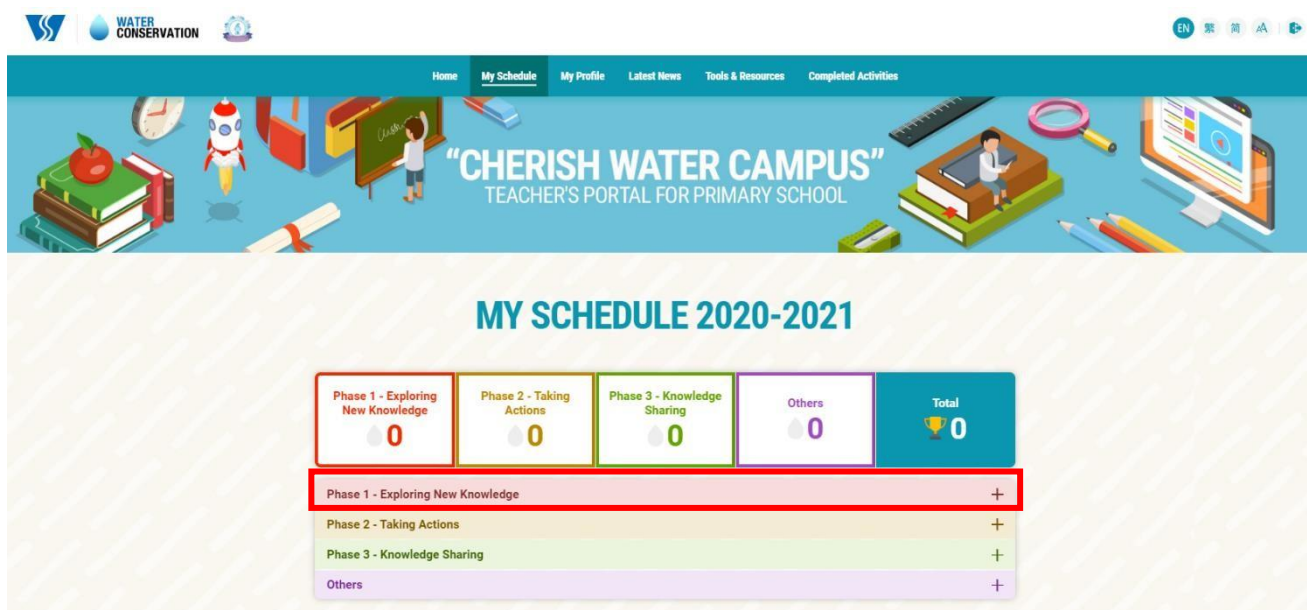 WATER
CONSERVATION
EN 繁 简 AA
Home My Schedule My Profile Latest News Tools & Resources Completed Activities
"CHERISH WATER CAMPUS"
TEACHER'S PORTAL FOR PRIMARY SCHOOL
MY SCHEDULE 2020-2021
Phase 1 - Exploring
New Knowledge
0
Phase 2 - Taking
Actions
0
Phase 3 - Knowledge
Sharing
0
Others
0
Total
0
Phase 1 - Exploring New Knowledge +
Phase 2 - Taking Actions +
Phase 3 - Knowledge Sharing +
Others +